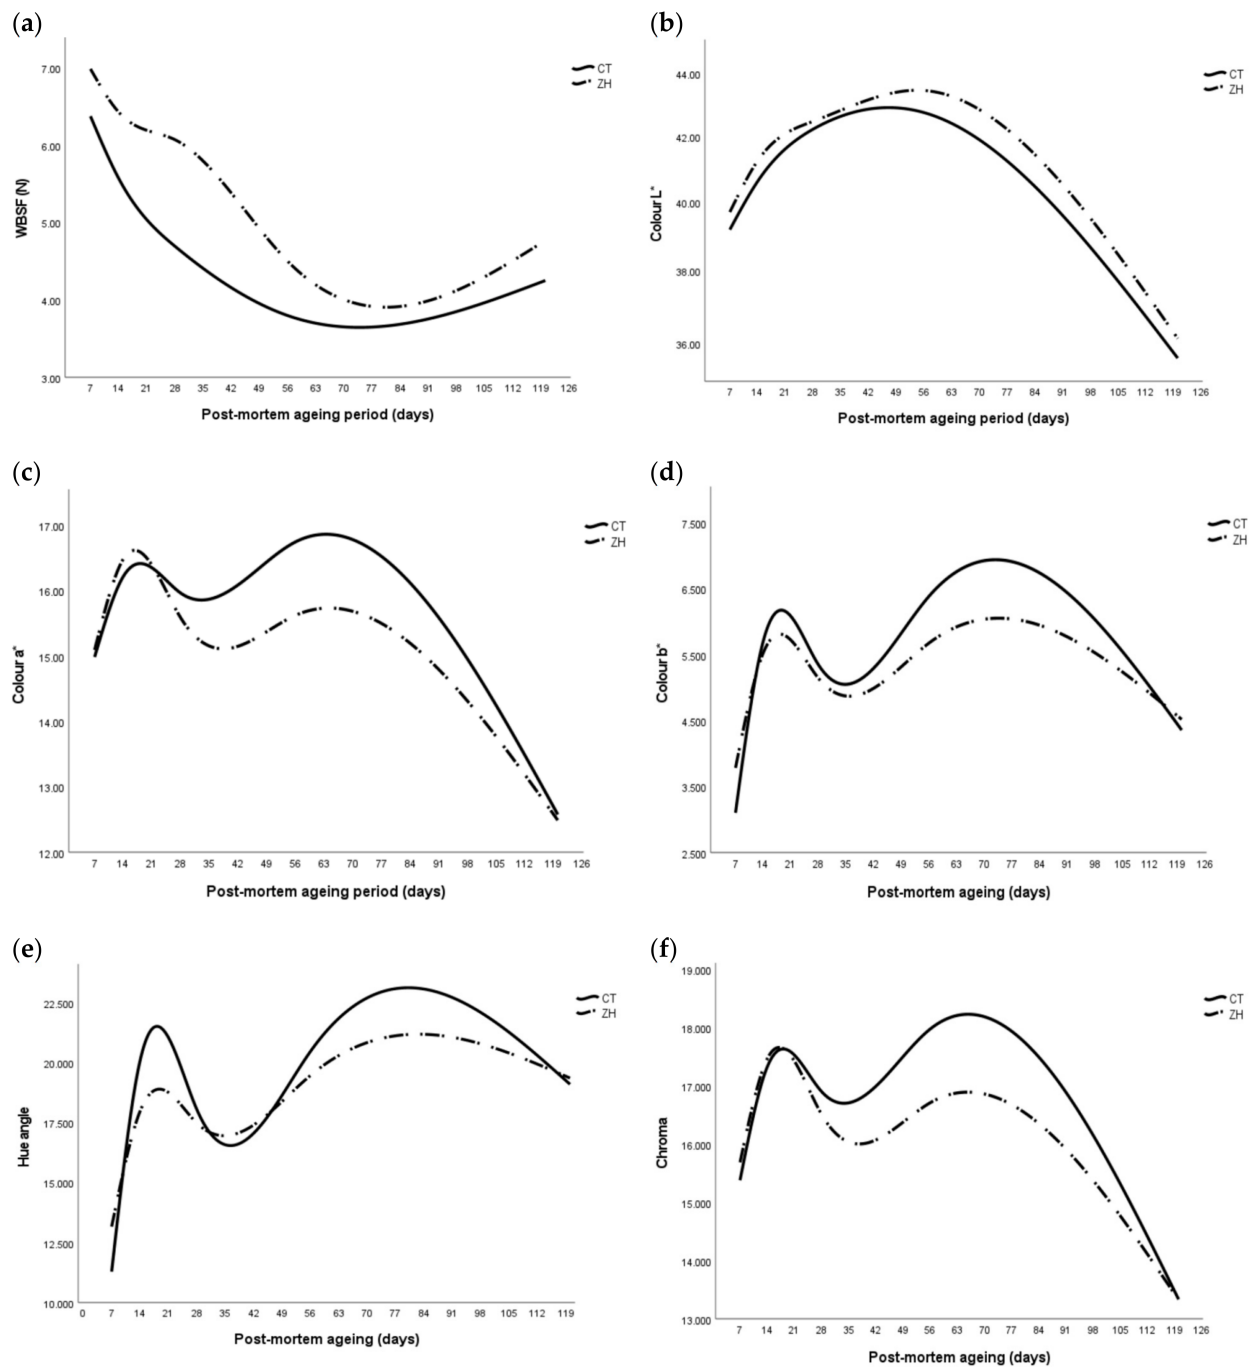 (a)
7.00
6.00
5.00
4.00
3.00
WBSF (N)
CT
ZH
7 14 21 28 35 42 49 56 63 70 77 84 91 98 105 112 119 126
Post-mortem ageing period (days)
(b)
44.00
42.00
40.00
38.00
36.00
Colour L*
CT
ZH
7 14 21 28 35 42 49 56 63 70 77 84 91 98 105 112 119 126
Post-mortem ageing period (days)
(c)
17.00
16.00
15.00
14.00
13.00
12.00
Colour a*
CT
ZH
7 14 21 28 35 42 49 56 63 70 77 84 91 98 105 112 119 126
Post-mortem ageing period (days)
(d)
7.500
6.500
5.500
4.500
3.500
2.500
Colour b*
CT
ZH
7 14 21 28 35 42 49 56 63 70 77 84 91 98 105 112 119 126
Post-mortem ageing (days)
(e)
22.500
20.000
17.500
15.000
12.500
10.000
Hue angle
CT
ZH
0 7 14 21 28 35 42 49 56 63 70 77 84 91 98 105 112 119
Post-mortem ageing (days)
(f)
19.000
18.000
17.000
16.000
15.000
14.000
13.000
Chroma
CT
ZH
7 14 21 28 35 42 49 56 63 70 77 84 91 98 105 112 119 126
Post-mortem ageing (days)